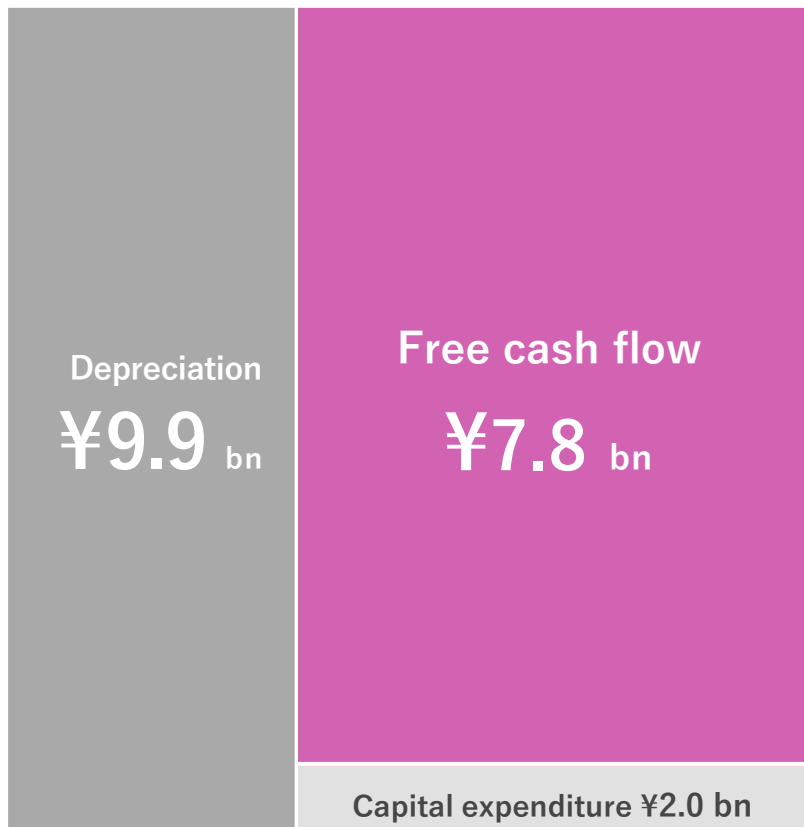 Depreciation
¥9.9 bn
Free cash flow
¥7.8 bn
Capital expenditure ¥2.0 bn